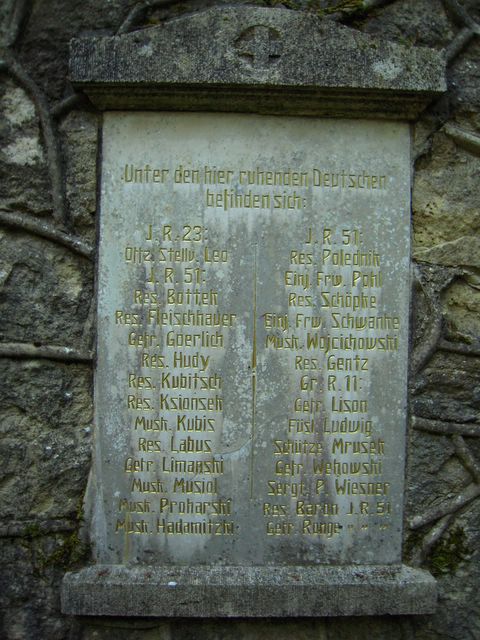 Unter den hier ruhenden Deutschen
befinden sich:
J.R. 23:
Offz. Stellv. Leo
J.R. 51:
Res. Bottek
Res. Fleischhauer
Gefr. Goerlich
Res. Hudy
Res. Kubitsch
Res. Ksionsek
Musk. Kubis
Res. Labus
Gefr. Limanski
Musk. Musiol
Musk. Proharski
Musk. Hadamitzki
J.R. 51:
Res. Polednik
Einj. Frw. Pohl
Res. Schöpke
Einj. Frw. Schwanke
Musk. Wojcichowski
Res. Gentz
Gr. R. 11:
Gefr. Lison
Füsl. Ludwig
Schütze Mrusek
Gefr. Wekowski
Sergt. P. Wiesner
Res. Baron J.R. 51
Gefr. Runge " " "